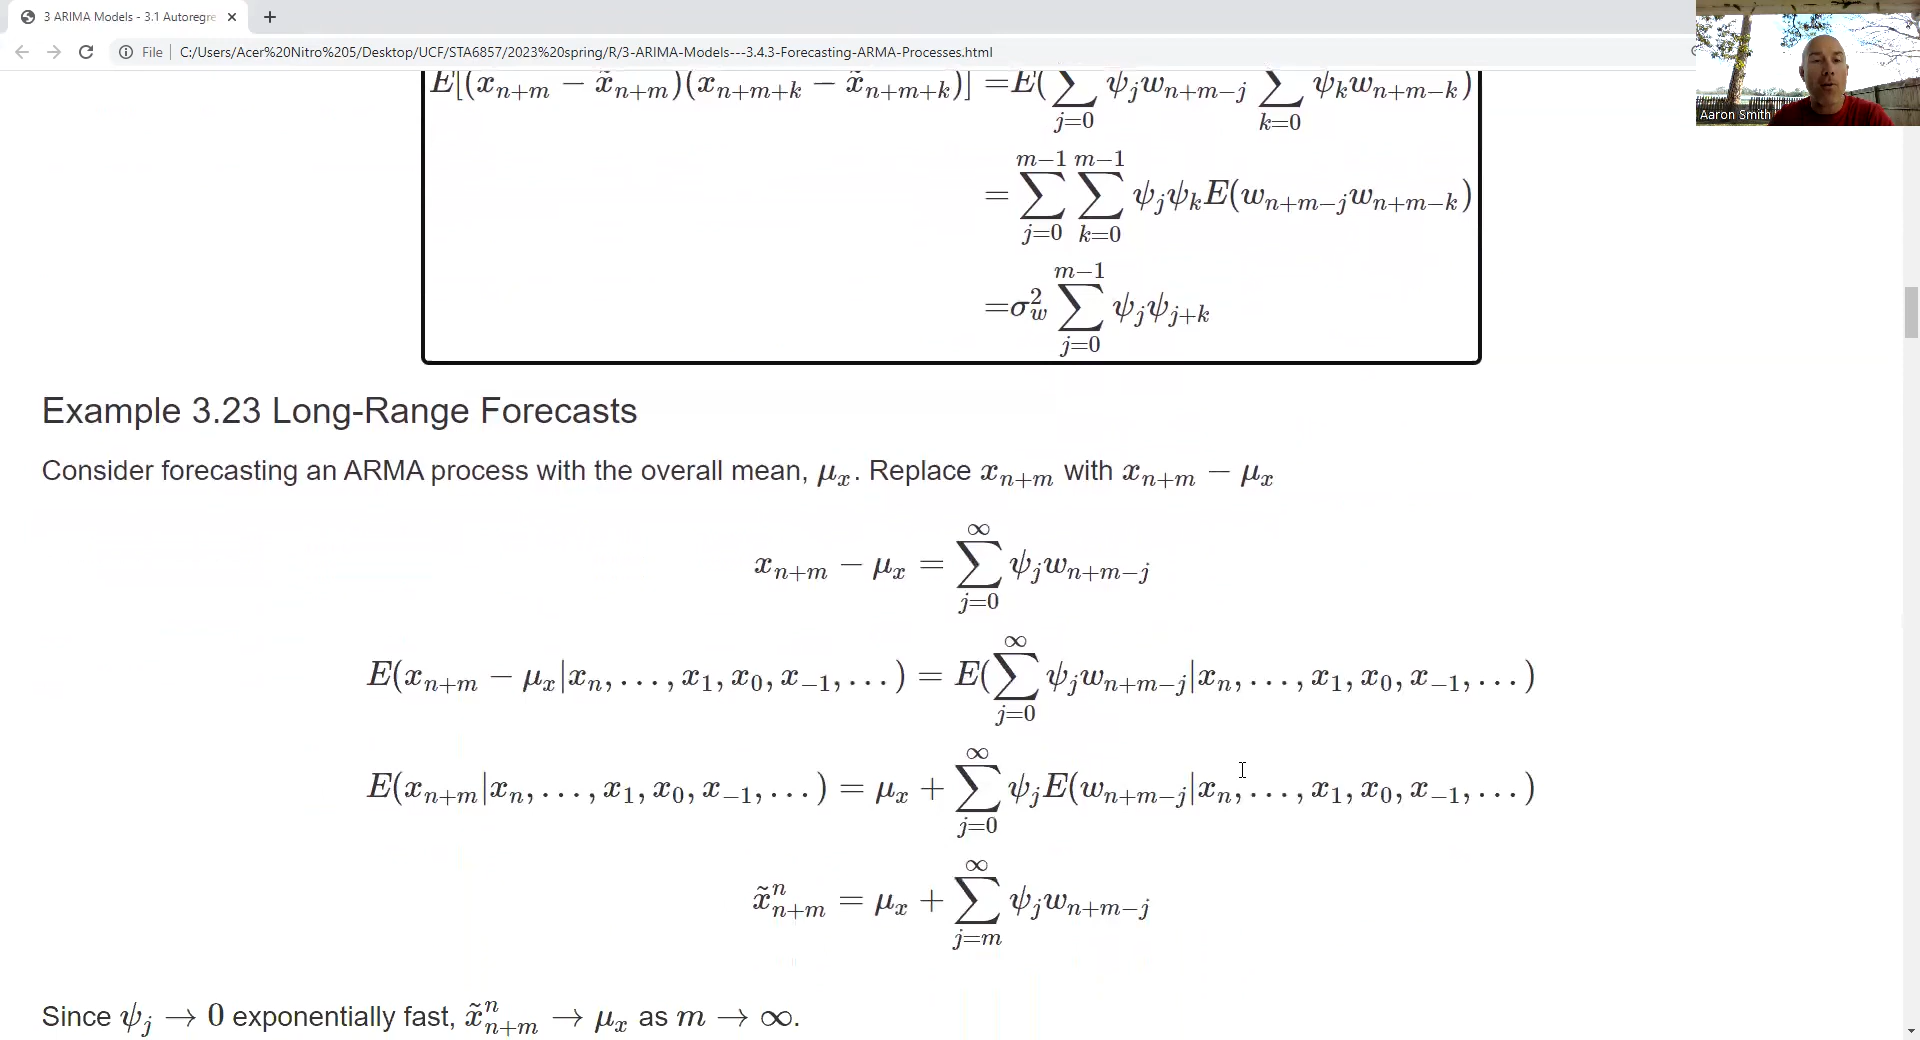 3 ARIMA Models - 3.1 Autoregre
File C:/Users/Acer%20Nitro%205/Desktop/UCF/STA6857/2023%20spring/R/3-ARIMA-Models---3.4.3-Forecasting-ARMA-Processes.html
Aaron Smith
E[(x_{n+m} − x̃_{n+m})(x_{n+m+k} − x̃_{n+m+k})] =E(∑_{j=0} ψ_j w_{n+m−j} ∑_{k=0} ψ_k w_{n+m−k})
= ∑_{j=0}^{m−1} ∑_{k=0}^{m−1} ψ_j ψ_k E(w_{n+m−j} w_{n+m−k})
=σ_w^2 ∑_{j=0}^{m−1} ψ_j ψ_{j+k}
Example 3.23 Long-Range Forecasts
Consider forecasting an ARMA process with the overall mean, μ_x. Replace x_{n+m} with x_{n+m} − μ_x
x_{n+m} − μ_x = ∑_{j=0}^{∞} ψ_j w_{n+m−j}
E(x_{n+m} − μ_x|x_n, …, x_1, x_0, x_{−1}, …) = E(∑_{j=0}^{∞} ψ_j w_{n+m−j}|x_n, …, x_1, x_0, x_{−1}, …)
E(x_{n+m}|x_n, …, x_1, x_0, x_{−1}, …) = μ_x + ∑_{j=0}^{∞} ψ_j E(w_{n+m−j}|x_n, …, x_1, x_0, x_{−1}, …)
x̃_{n+m}^n = μ_x + ∑_{j=m}^{∞} ψ_j w_{n+m−j}
Since ψ_j → 0 exponentially fast, x̃_{n+m}^n → μ_x as m → ∞.